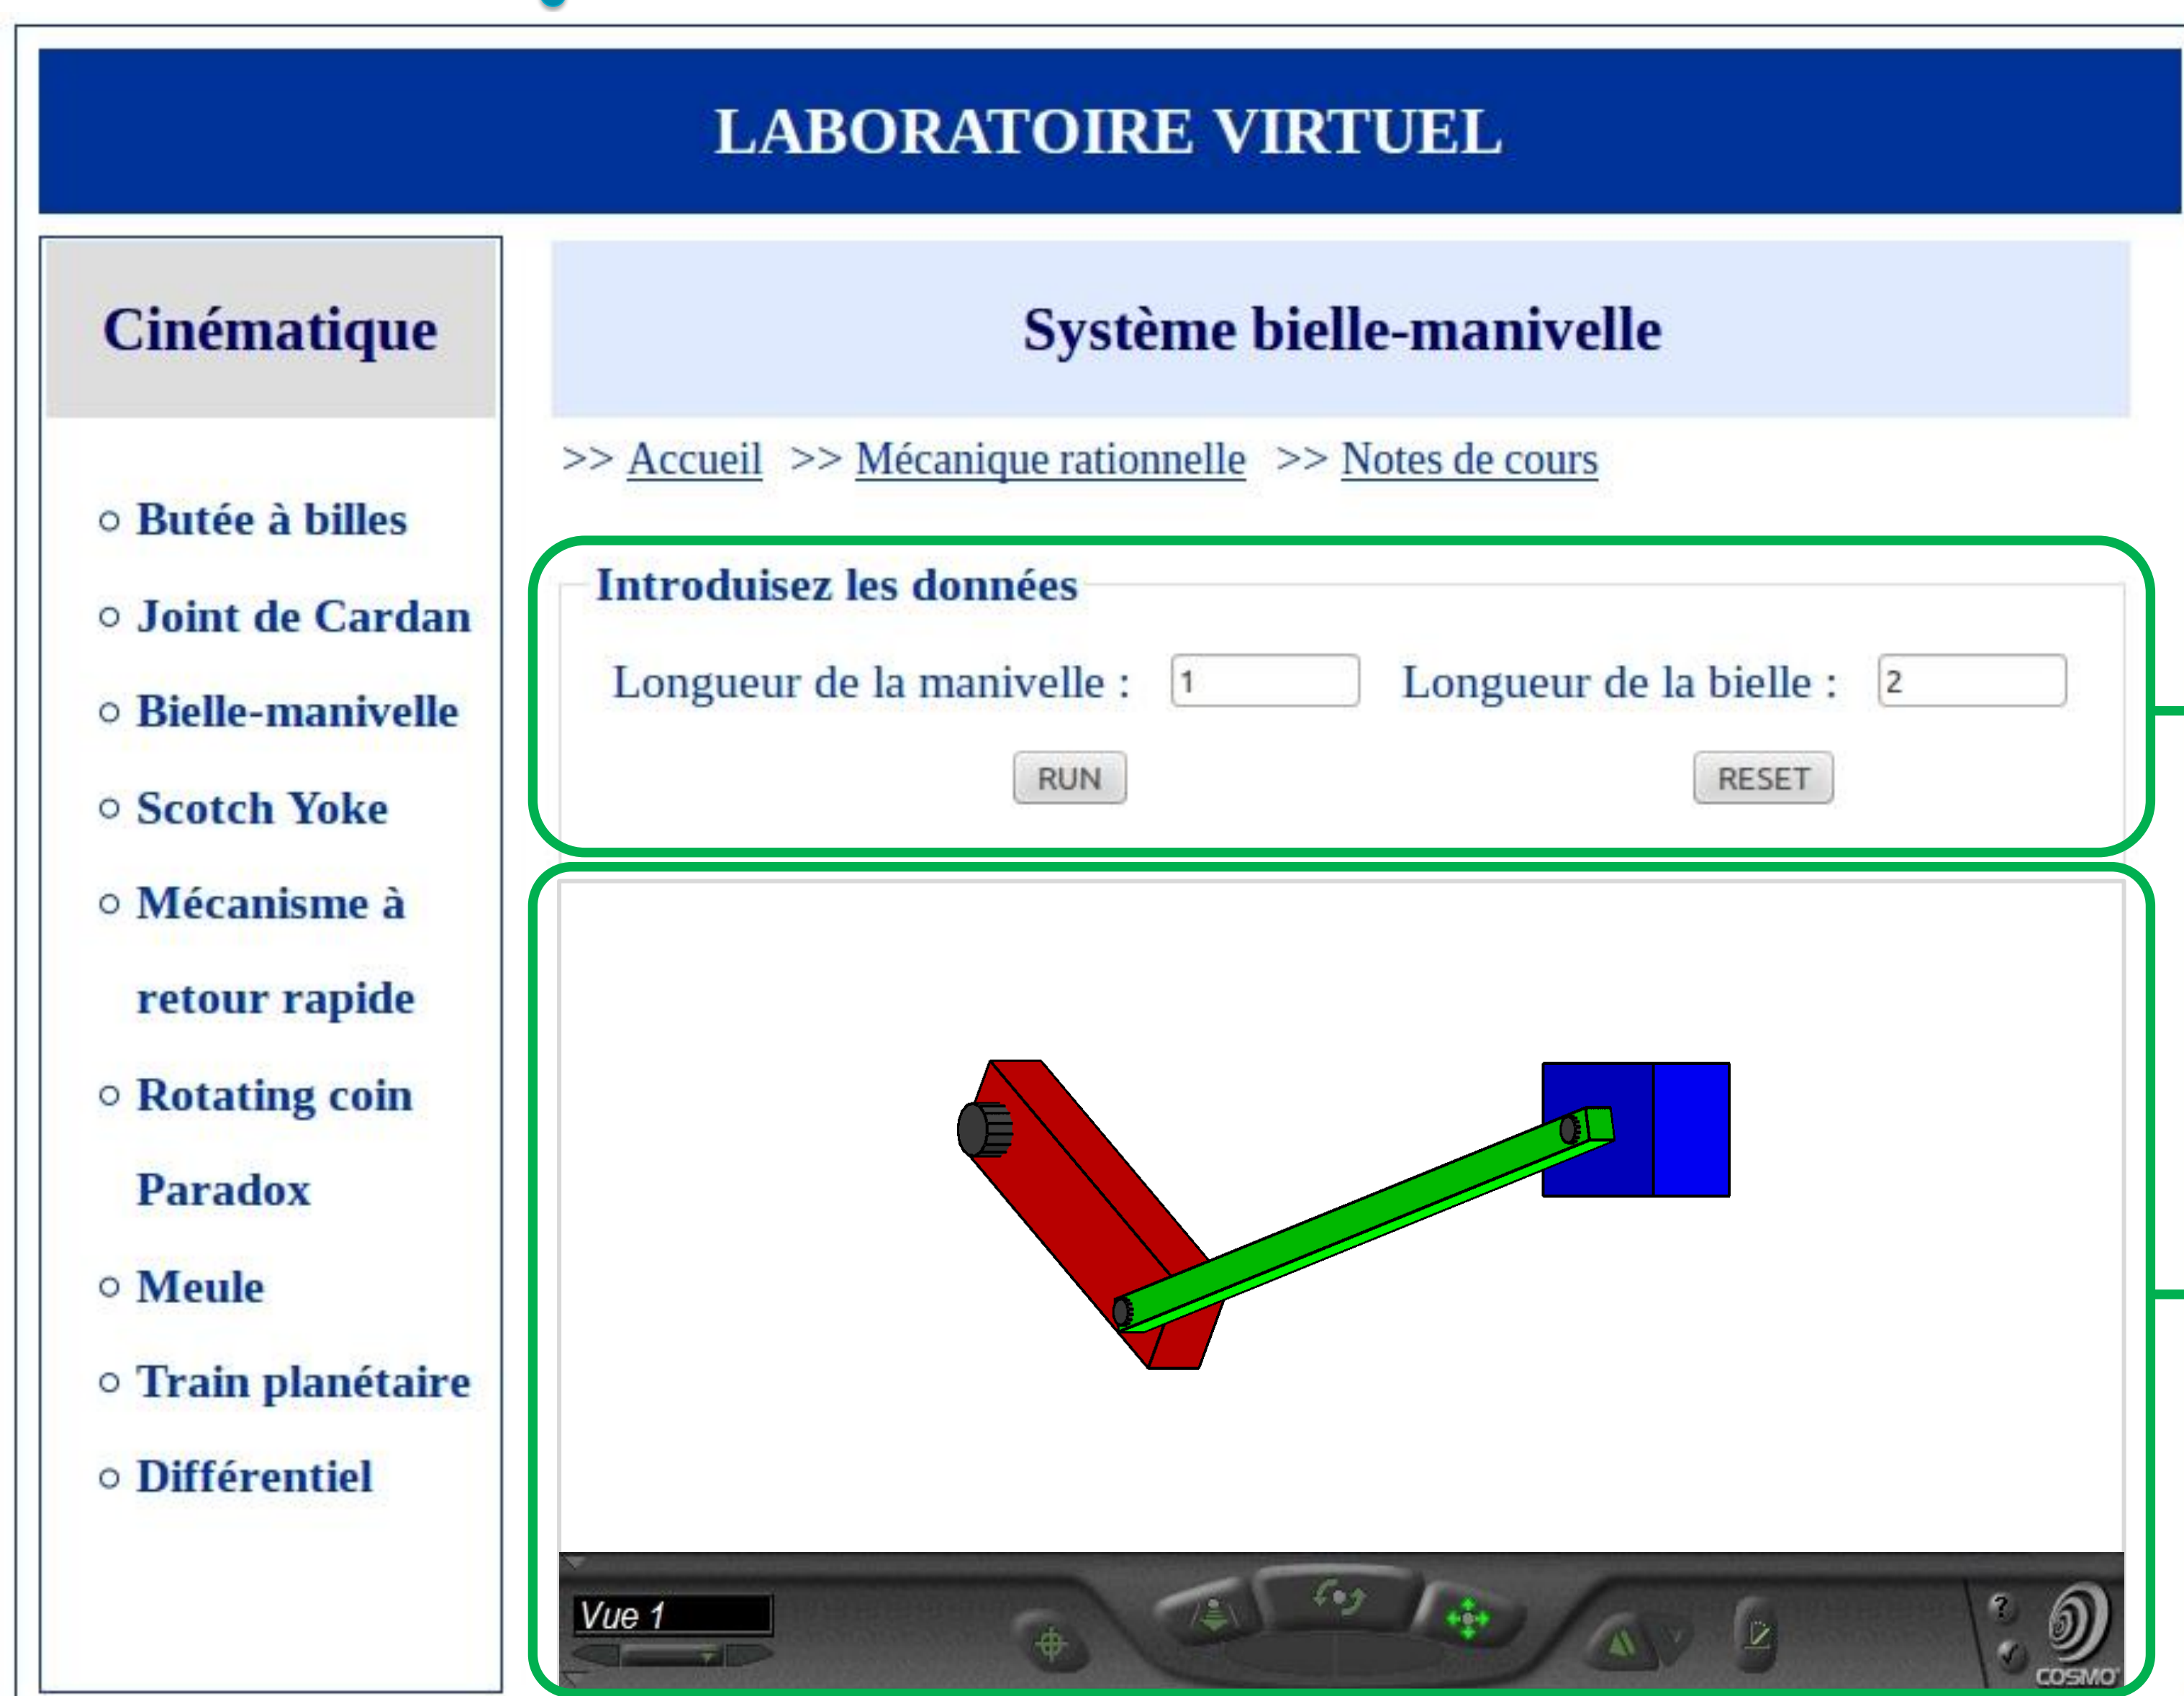 LABORATOIRE VIRTUEL
Cinématique
Butée à billes
Joint de Cardan
Bielle-manivelle
Scotch Yoke
Mécanisme à
retour rapide
Rotating coin
Paradox
Meule
Train planétaire
Différentiel
Système bielle-manivelle
>> Accueil >> Mécanique rationnelle >> Notes de cours
Introduisez les données
Longueur de la manivelle : 1 Longueur de la bielle : 2
RUN RESET
Vue 1
?
COSMO